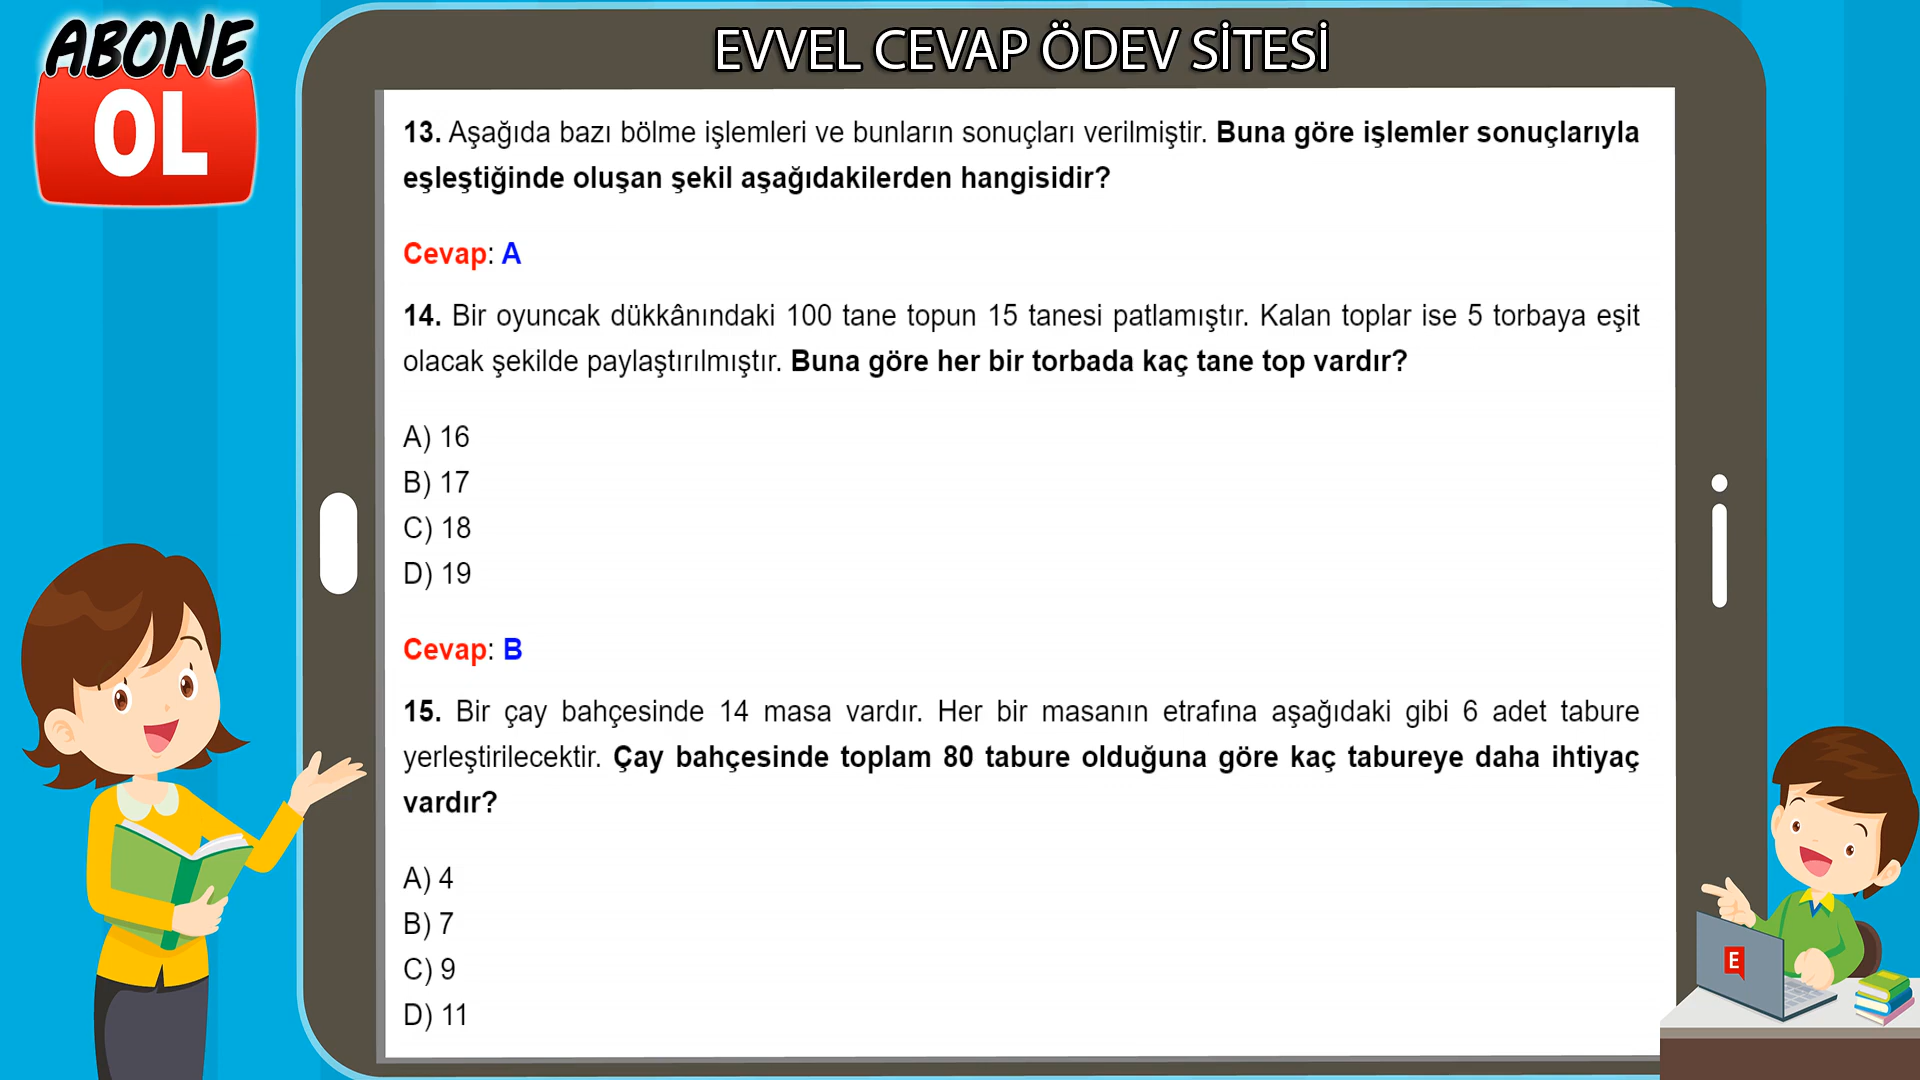 ABONE
OL
EVVEL CEVAP ÖDEV SİTESİ
13. Aşağıda bazı bölme işlemleri ve bunların sonuçları verilmiştir. Buna göre işlemler sonuçlarıyla
eşleştiğinde oluşan şekil aşağıdakilerden hangisidir?
Cevap: A
14. Bir oyuncak dükkânındaki 100 tane topun 15 tanesi patlamıştır. Kalan toplar ise 5 torbaya eşit
olacak şekilde paylaştırılmıştır. Buna göre her bir torbada kaç tane top vardır?
A) 16
B) 17
C) 18
D) 19
Cevap: B
15. Bir çay bahçesinde 14 masa vardır. Her bir masanın etrafına aşağıdaki gibi 6 adet tabure
yerleştirilecektir. Çay bahçesinde toplam 80 tabure olduğuna göre kaç tabureye daha ihtiyaç
vardır?
A) 4
B) 7
C) 9
D) 11
E